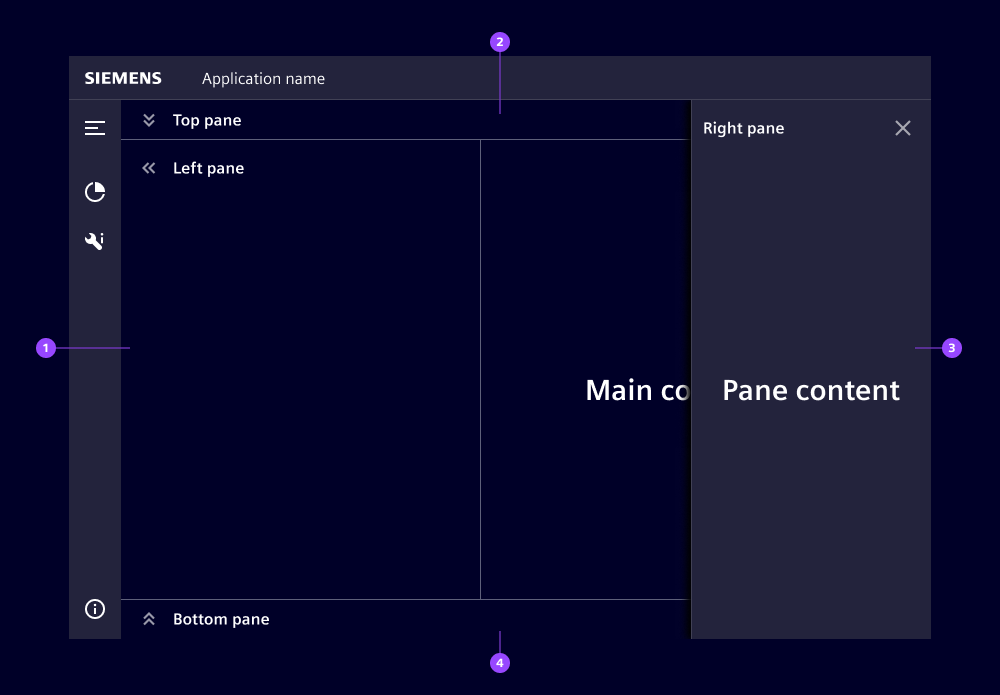 2
SIEMENS
Application name
Top pane
Right pane
Left pane
1
3
Main co
Pane content
Bottom pane
4